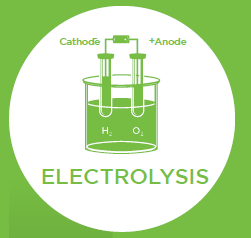 Cathode- +Anode
H₂ O₂
ELECTROLYSIS